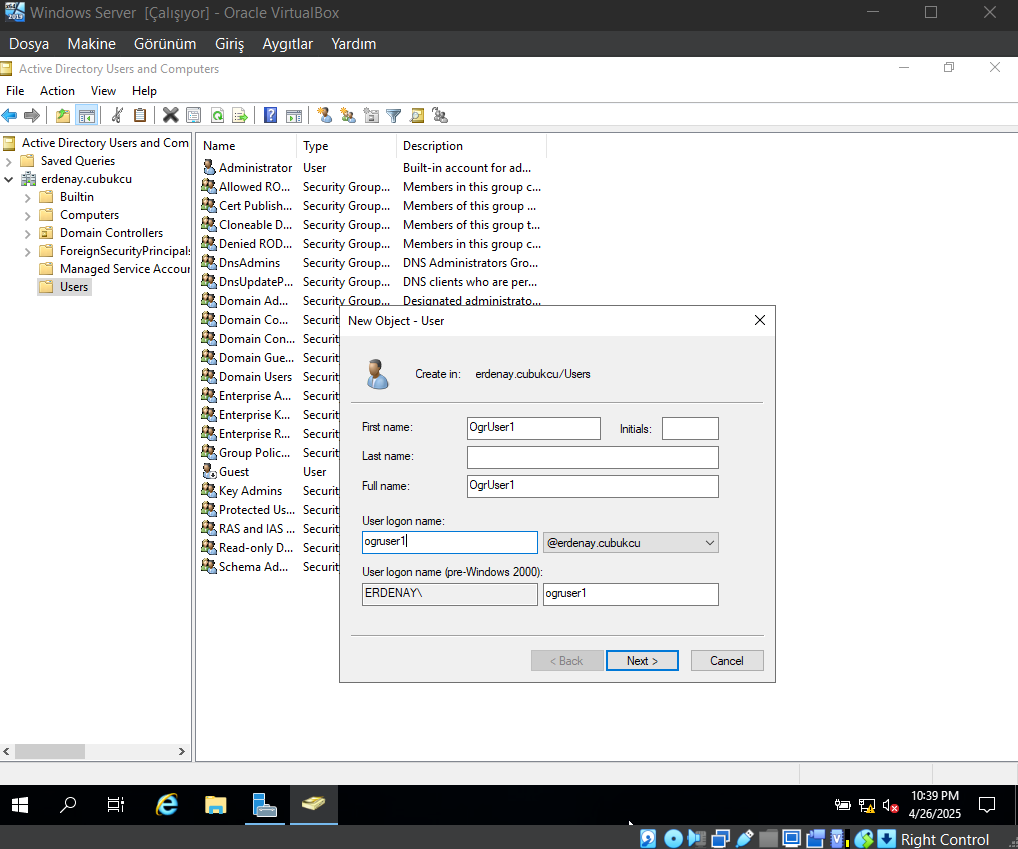 Windows Server [Çalışıyor] - Oracle VirtualBox
Dosya Makine Görünüm Giriş Aygıtlar Yardım
Active Directory Users and Computers
File Action View Help
Active Directory Users and Com
Saved Queries
erdenay.cubukcu
Builtin
Computers
Domain Controllers
ForeignSecurityPrincipals
Managed Service Accour
Users
Name Type Description
Administrator User Built-in account for ad...
Allowed RO... Security Group... Members in this group c...
Cert Publish... Security Group... Members of this group ...
Cloneable D... Security Group... Members of this group t...
Denied ROD... Security Group... Members in this group c...
DnsAdmins Security Group... DNS Administrators Gro...
DnsUpdateP... Security Group... DNS clients who are per...
Domain Ad... Security Group... Designated administrato...
Domain Co... Securit
Domain Con... Securit
Domain Gue... Securit
Domain Users Securit
Enterprise A... Securit
Enterprise K... Securit
Enterprise R... Securit
Group Polic... Securit
Guest User
Key Admins Securit
Protected Us... Securit
RAS and IAS ... Securit
Read-only D... Securit
Schema Ad... Securit
New Object - User
Create in: erdenay.cubukcu/Users
First name: OgrUser1 Initials:
Last name:
Full name: OgrUser1
User logon name:
ogruser1 @erdenay.cubukcu
User logon name (pre-Windows 2000):
ERDENAY\ ogruser1
< Back Next > Cancel
10:39 PM
4/26/2025
Right Control